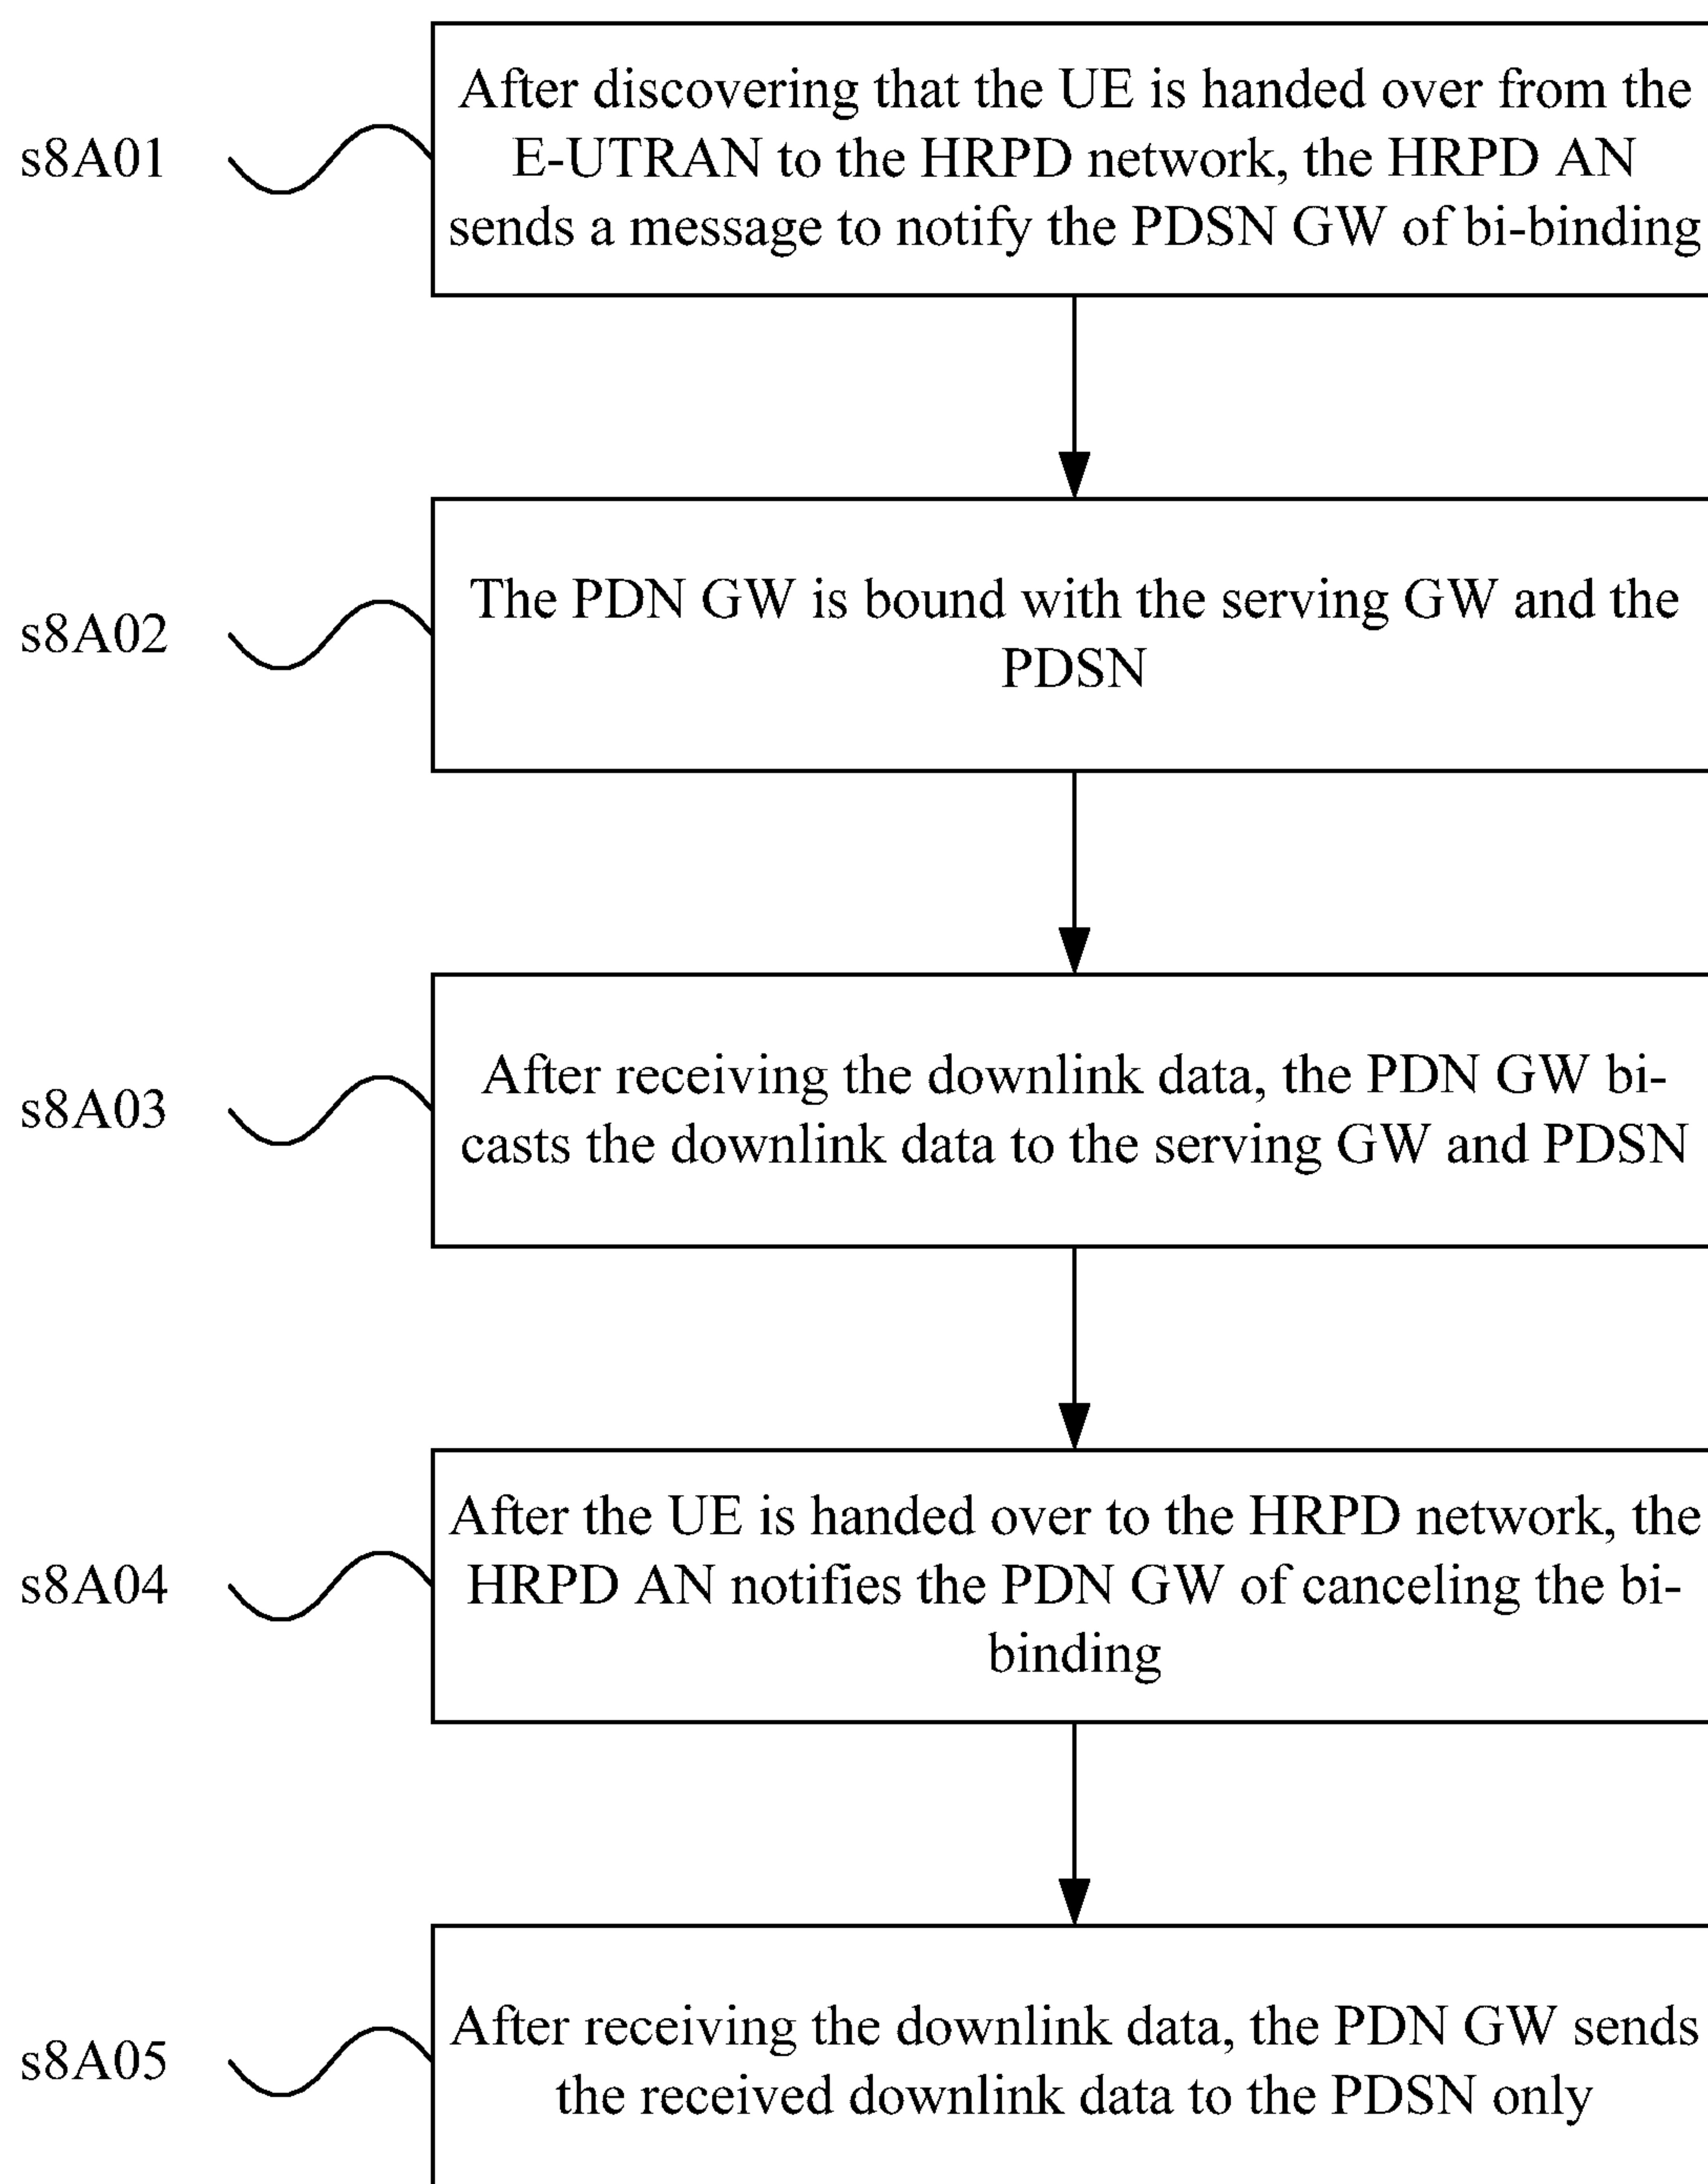 s8A01
After discovering that the UE is handed over from the
E-UTRAN to the HRPD network, the HRPD AN
sends a message to notify the PDSN GW of bi-binding
s8A02
The PDN GW is bound with the serving GW and the
PDSN
s8A03
After receiving the downlink data, the PDN GW bi-
casts the downlink data to the serving GW and PDSN
s8A04
After the UE is handed over to the HRPD network, the
HRPD AN notifies the PDN GW of canceling the bi-
binding
s8A05
After receiving the downlink data, the PDN GW sends
the received downlink data to the PDSN only